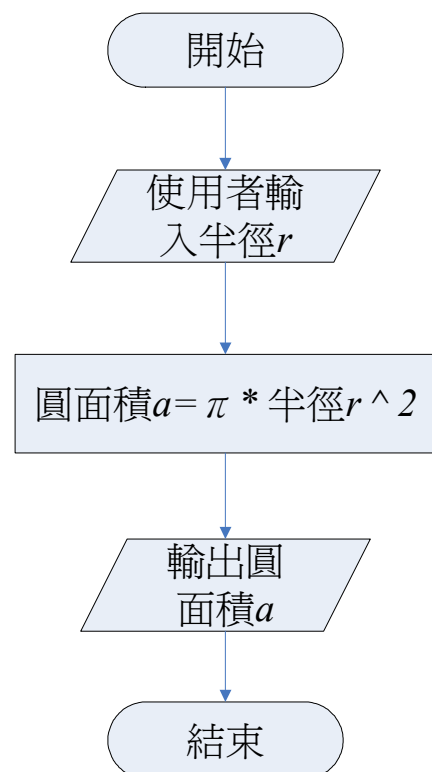 開始
使用者輸
入半徑r
圓面積a= π * 半徑r ^ 2
輸出圓
面積a
結束